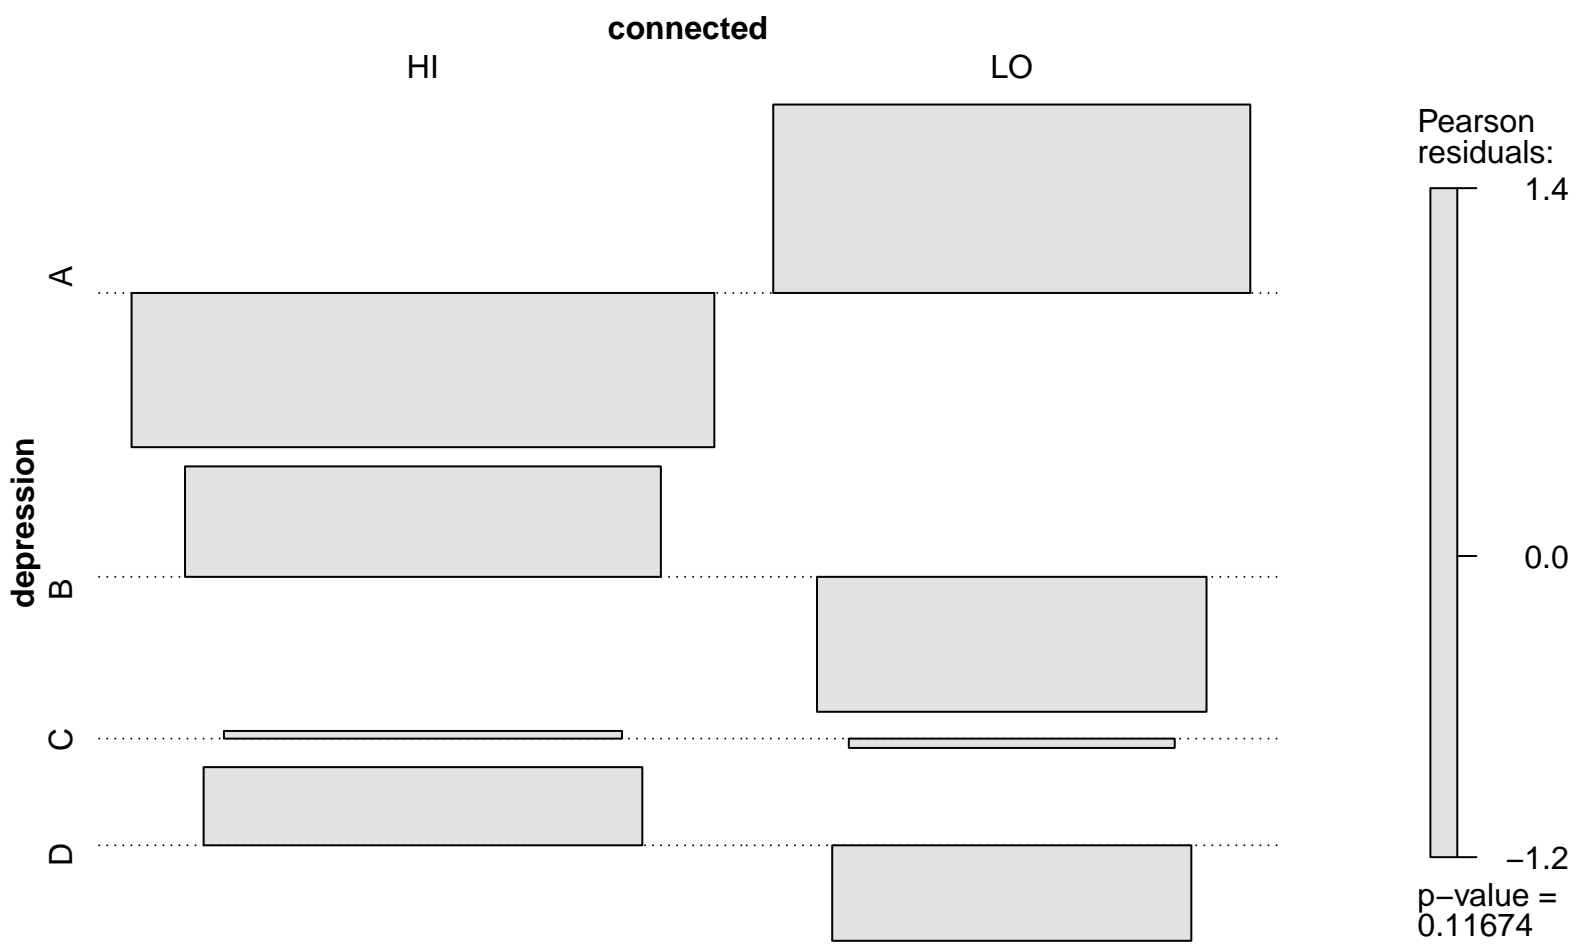 connected
HI LO
depression
A
B
C
D
Pearson
residuals:
1.4
0.0
−1.2
p−value =
0.11674